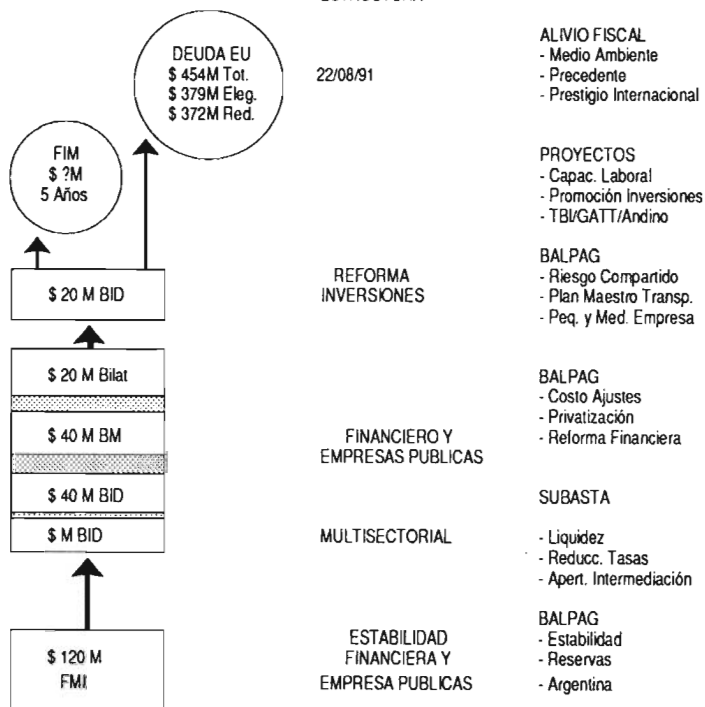 DEUDA EU
$ 454M Tot.
$ 379M Eleg.
$ 372M Red.
22/08/91
ALIVIO FISCAL
- Medio Ambiente
- Precedente
- Prestigio Internacional
FIM
$ ?M
5 Años
PROYECTOS
- Capac. Laboral
- Promoción Inversiones
- TBI/GATT/Andino
$ 20 M BID
REFORMA
INVERSIONES
BALPAG
- Riesgo Compartido
- Plan Maestro Transp.
- Peq. y Med. Empresa
$ 20 M Bilat
$ 40 M BM
$ 40 M BID
$ M BID
FINANCIERO Y
EMPRESAS PUBLICAS
BALPAG
- Costo Ajustes
- Privatización
- Reforma Financiera
MULTISECTORIAL
SUBASTA
- Liquidez
- Reducc. Tasas
- Apert. Intermediación
$ 120 M
FMI
ESTABILIDAD
FINANCIERA Y
EMPRESA PUBLICAS
BALPAG
- Estabilidad
- Reservas
- Argentina